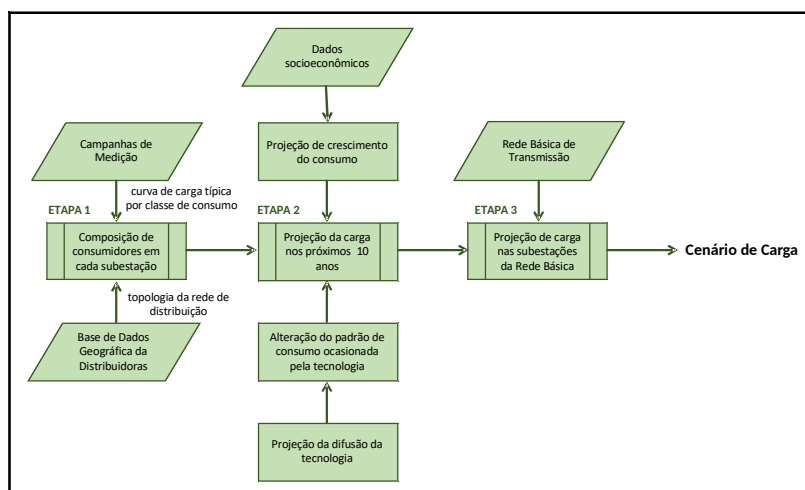 Dados
socioeconômicos
Campanhas de
Medição
Projeção de crescimento
do consumo
Rede Básica de
Transmissão
curva de carga típica
por classe de consumo
ETAPA 1
ETAPA 2
ETAPA 3
Composição de
consumidores em
cada subestação
Projeção da carga
nos próximos 10
anos
Projeção de carga
nas subestações
da Rede Básica
Cenário de Carga
topologia da rede de
distribuição
Base de Dados
Geográfica da
Distribuidoras
Alteração do padrão de
consumo ocasionada
pela tecnologia
Projeção da difusão da
tecnologia